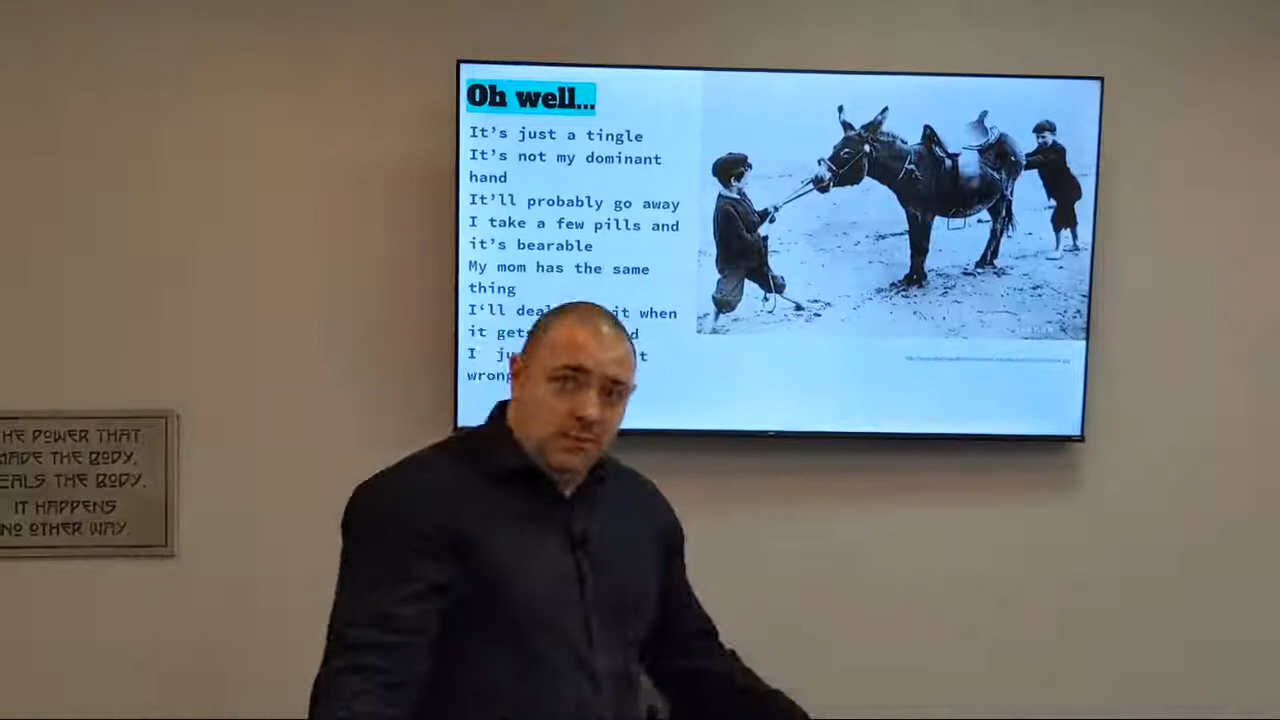 Oh well...
It's just a tingle
It's not my dominant
hand
It'll probably go away
I take a few pills and
it's bearable
My mom has the same
thing
I'll deal it when
it gets
I
wrong
HE POWER THAT
MADE THE BODY,
EALS THE BODY.
IT HAPPENS
NO OTHER WAY